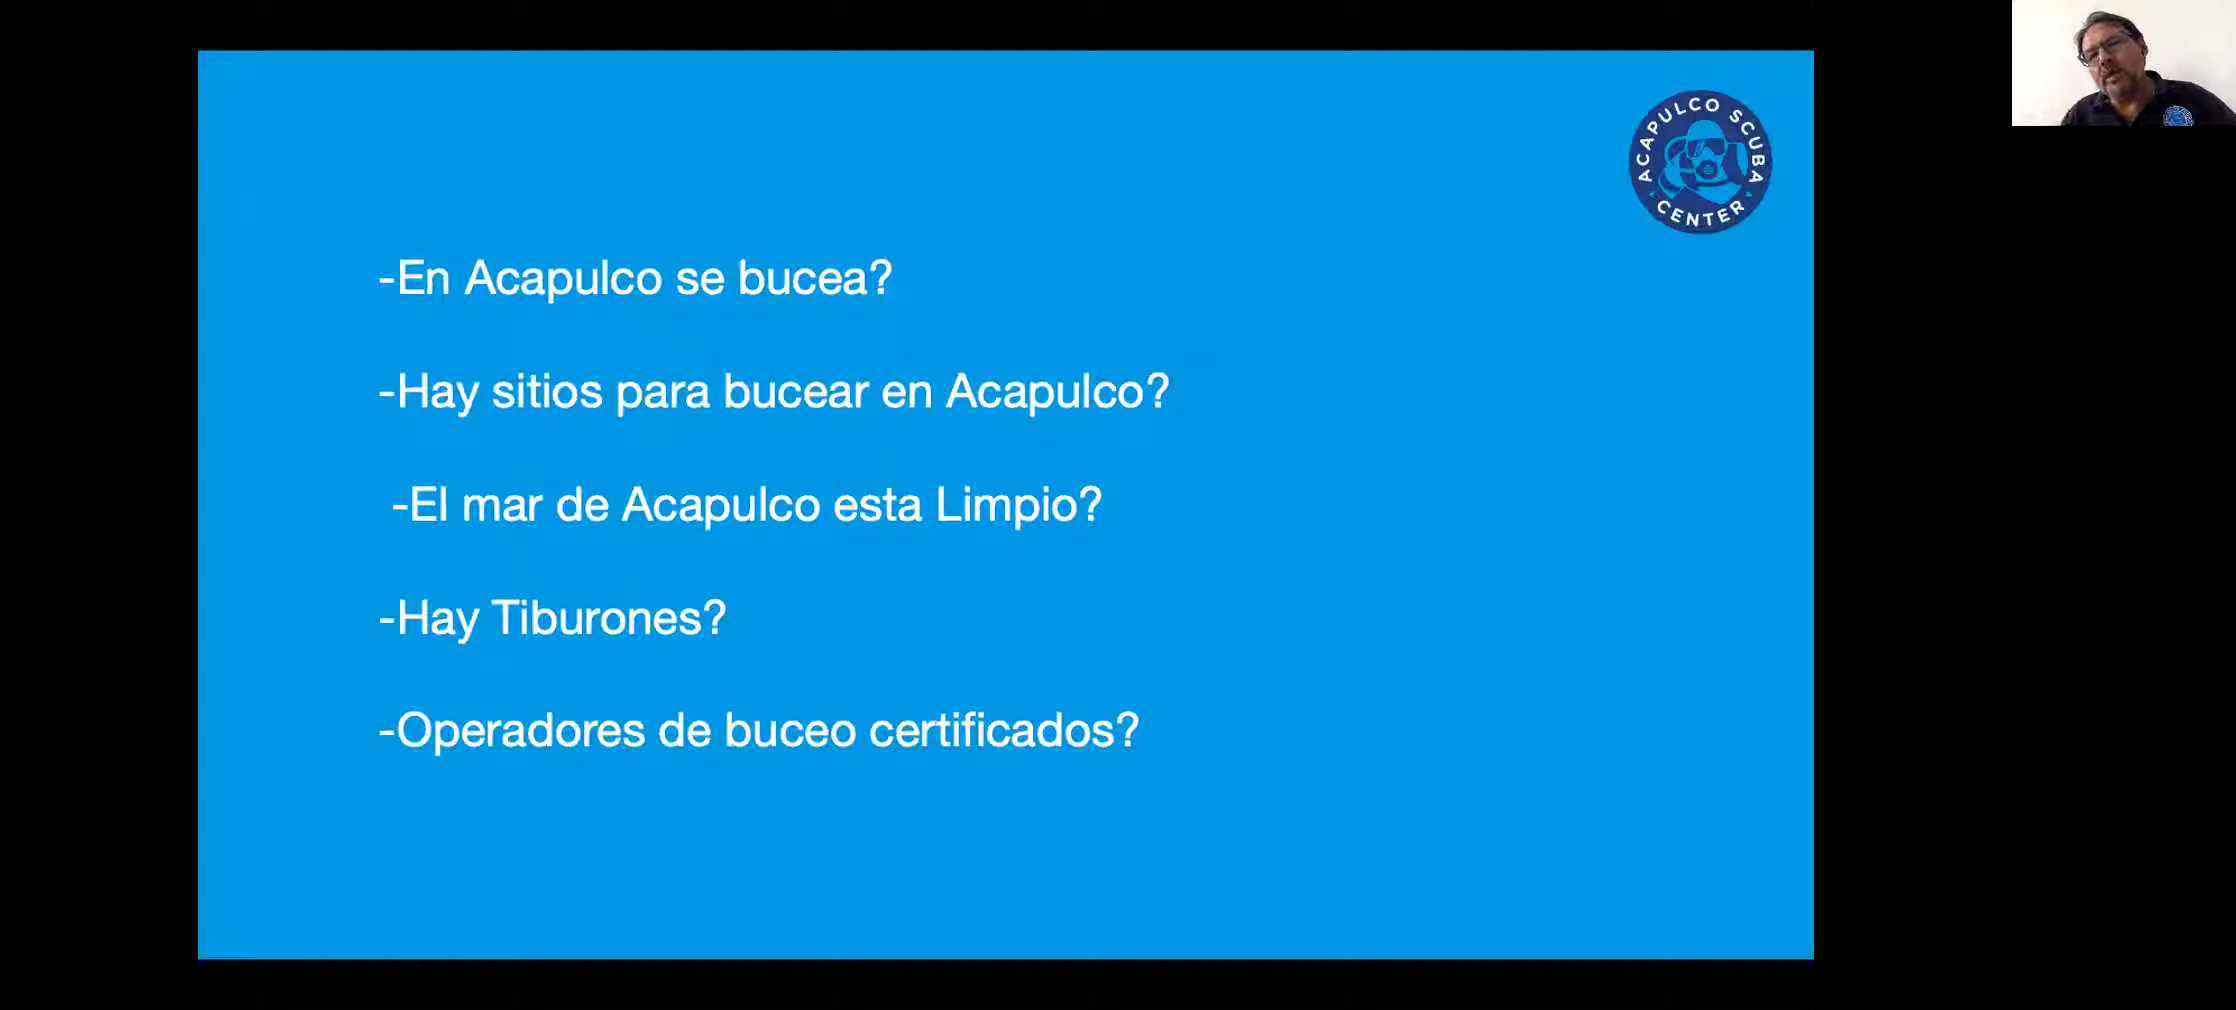 ACAPULCO SCUBA
CENTER
-En Acapulco se bucea?
-Hay sitios para bucear en Acapulco?
-El mar de Acapulco esta Limpio?
-Hay Tiburones?
-Operadores de buceo certificados?